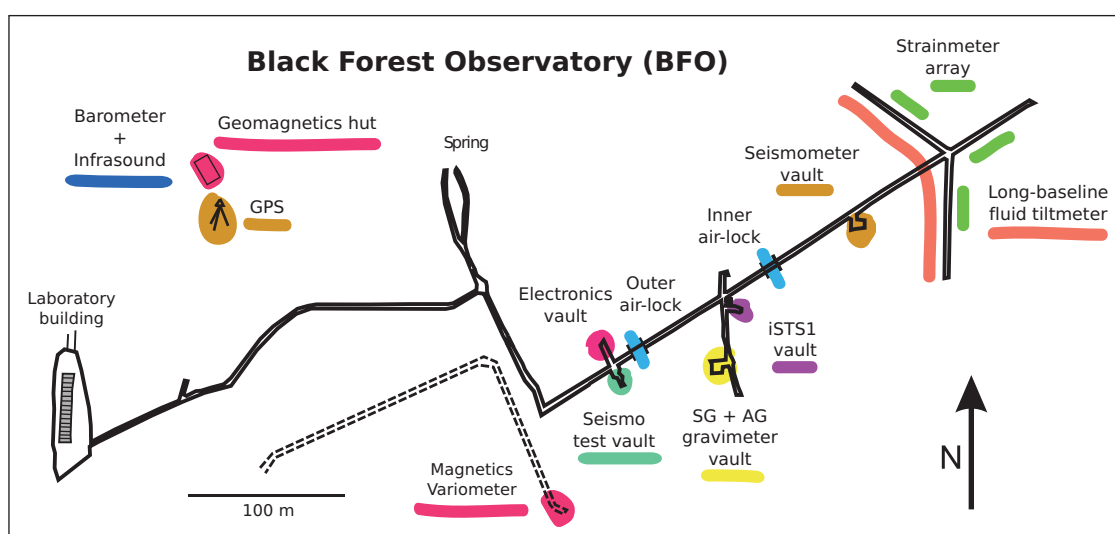 Black Forest Observatory (BFO)
Strainmeter
array
Barometer
+
Infrasound
Geomagnetics hut
Spring
Seismometer
vault
GPS
Long-baseline
fluid tiltmeter
Inner
air-lock
Outer
air-lock
Electronics
vault
Laboratory
building
iSTS1
vault
Seismo
test vault
SG + AG
gravimeter
vault
Magnetics
Variometer
N
100 m